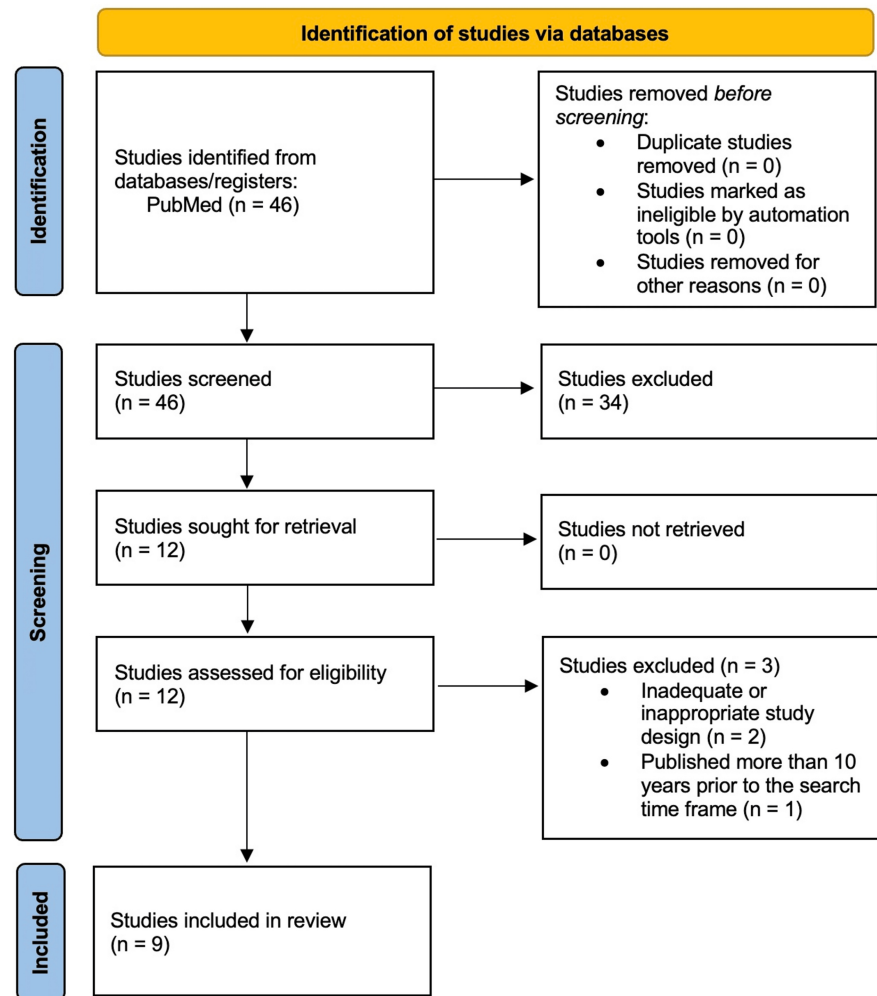 Identification of studies via databases
Identification
Studies identified from
databases/registers:
PubMed (n = 46)
Studies removed before
screening:
• Duplicate studies
removed (n = 0)
• Studies marked as
ineligible by automation
tools (n = 0)
• Studies removed for
other reasons (n = 0)
Screening
Studies screened
(n = 46)
Studies excluded
(n = 34)
Studies sought for retrieval
(n = 12)
Studies not retrieved
(n = 0)
Studies assessed for eligibility
(n = 12)
Studies excluded (n = 3)
• Inadequate or
inappropriate study
design (n = 2)
• Published more than 10
years prior to the search
time frame (n = 1)
Included
Studies included in review
(n = 9)